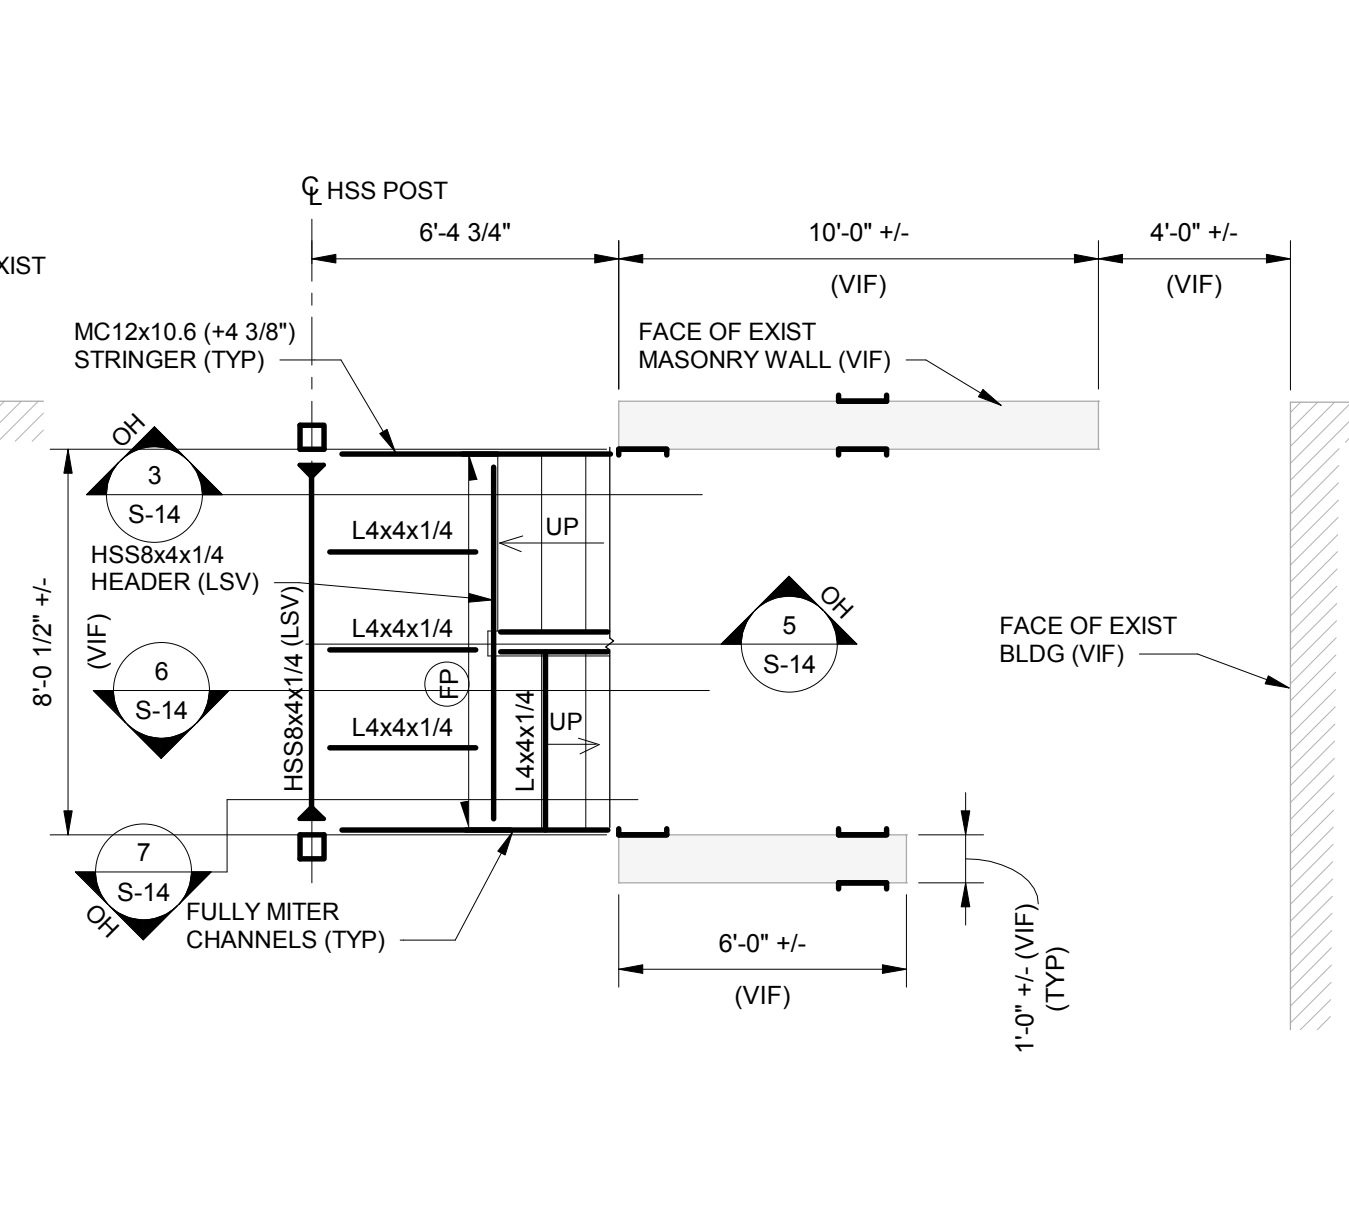 ℄ HSS POST
6'-4 3/4"
10'-0" +/-
(VIF)
4'-0" +/-
(VIF)
XIST
MC12x10.6 (+4 3/8")
STRINGER (TYP)
FACE OF EXIST
MASONRY WALL (VIF)
OH
3
S-14
L4x4x1/4
UP
HSS8x4x1/4
HEADER (LSV)
8'-0 1/2" +/-
(VIF)
HSS8x4x1/4 (LSV)
L4x4x1/4
OH
5
S-14
FACE OF EXIST
BLDG (VIF)
6
S-14
FP
L4x4x1/4
L4x4x1/4
UP
7
S-14
OH
FULLY MITER
CHANNELS (TYP)
6'-0" +/-
(VIF)
1'-0" +/- (VIF)
(TYP)